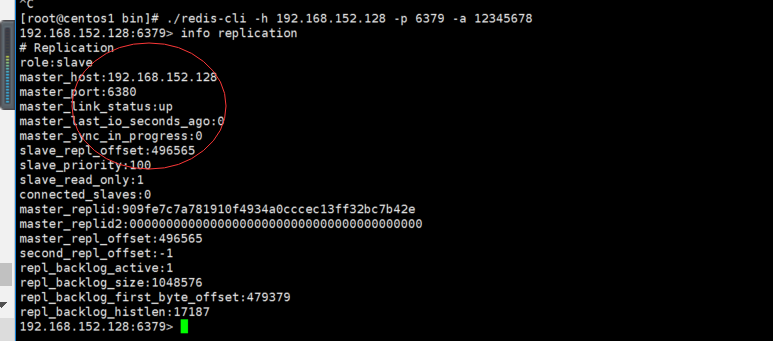 ^C
[root@centos1 bin]# ./redis-cli -h 192.168.152.128 -p 6379 -a 12345678
192.168.152.128:6379> info replication
# Replication
role:slave
master_host:192.168.152.128
master_port:6380
master_link_status:up
master_last_io_seconds_ago:0
master_sync_in_progress:0
slave_repl_offset:496565
slave_priority:100
slave_read_only:1
connected_slaves:0
master_replid:909fe7c7a781910f4934a0cccec13ff32bc7b42e
master_replid2:0000000000000000000000000000000000000000
master_repl_offset:496565
second_repl_offset:-1
repl_backlog_active:1
repl_backlog_size:1048576
repl_backlog_first_byte_offset:479379
repl_backlog_histlen:17187
192.168.152.128:6379>